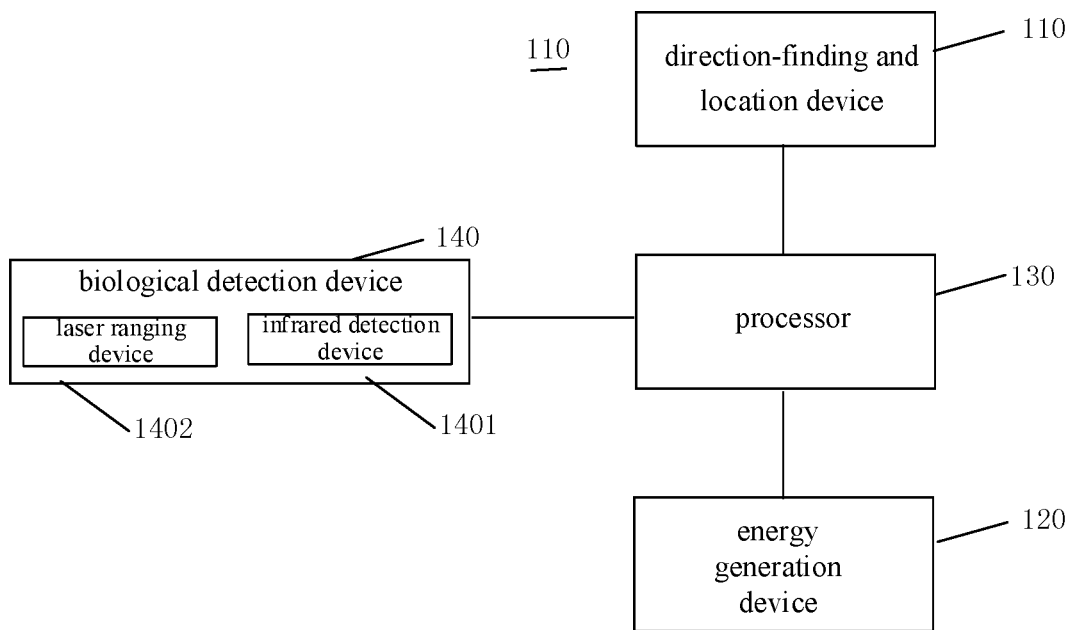 110
110
direction-finding and
location device
140
biological detection device
laser ranging
device
infrared detection
device
1402
1401
130
processor
120
energy
generation
device